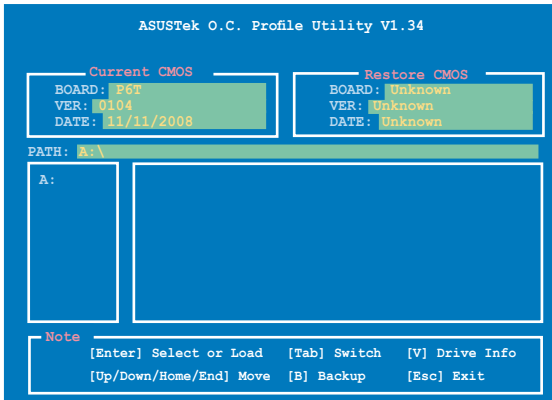 ASUSTek O.C. Profile Utility V1.34
Current CMOS
BOARD: P6T
VER: 0104
DATE: 11/11/2008
Restore CMOS
BOARD: Unknown
VER: Unknown
DATE: Unknown
PATH: A:\
A:
Note
[Enter] Select or Load [Tab] Switch [V] Drive Info
[Up/Down/Home/End] Move [B] Backup [Esc] Exit